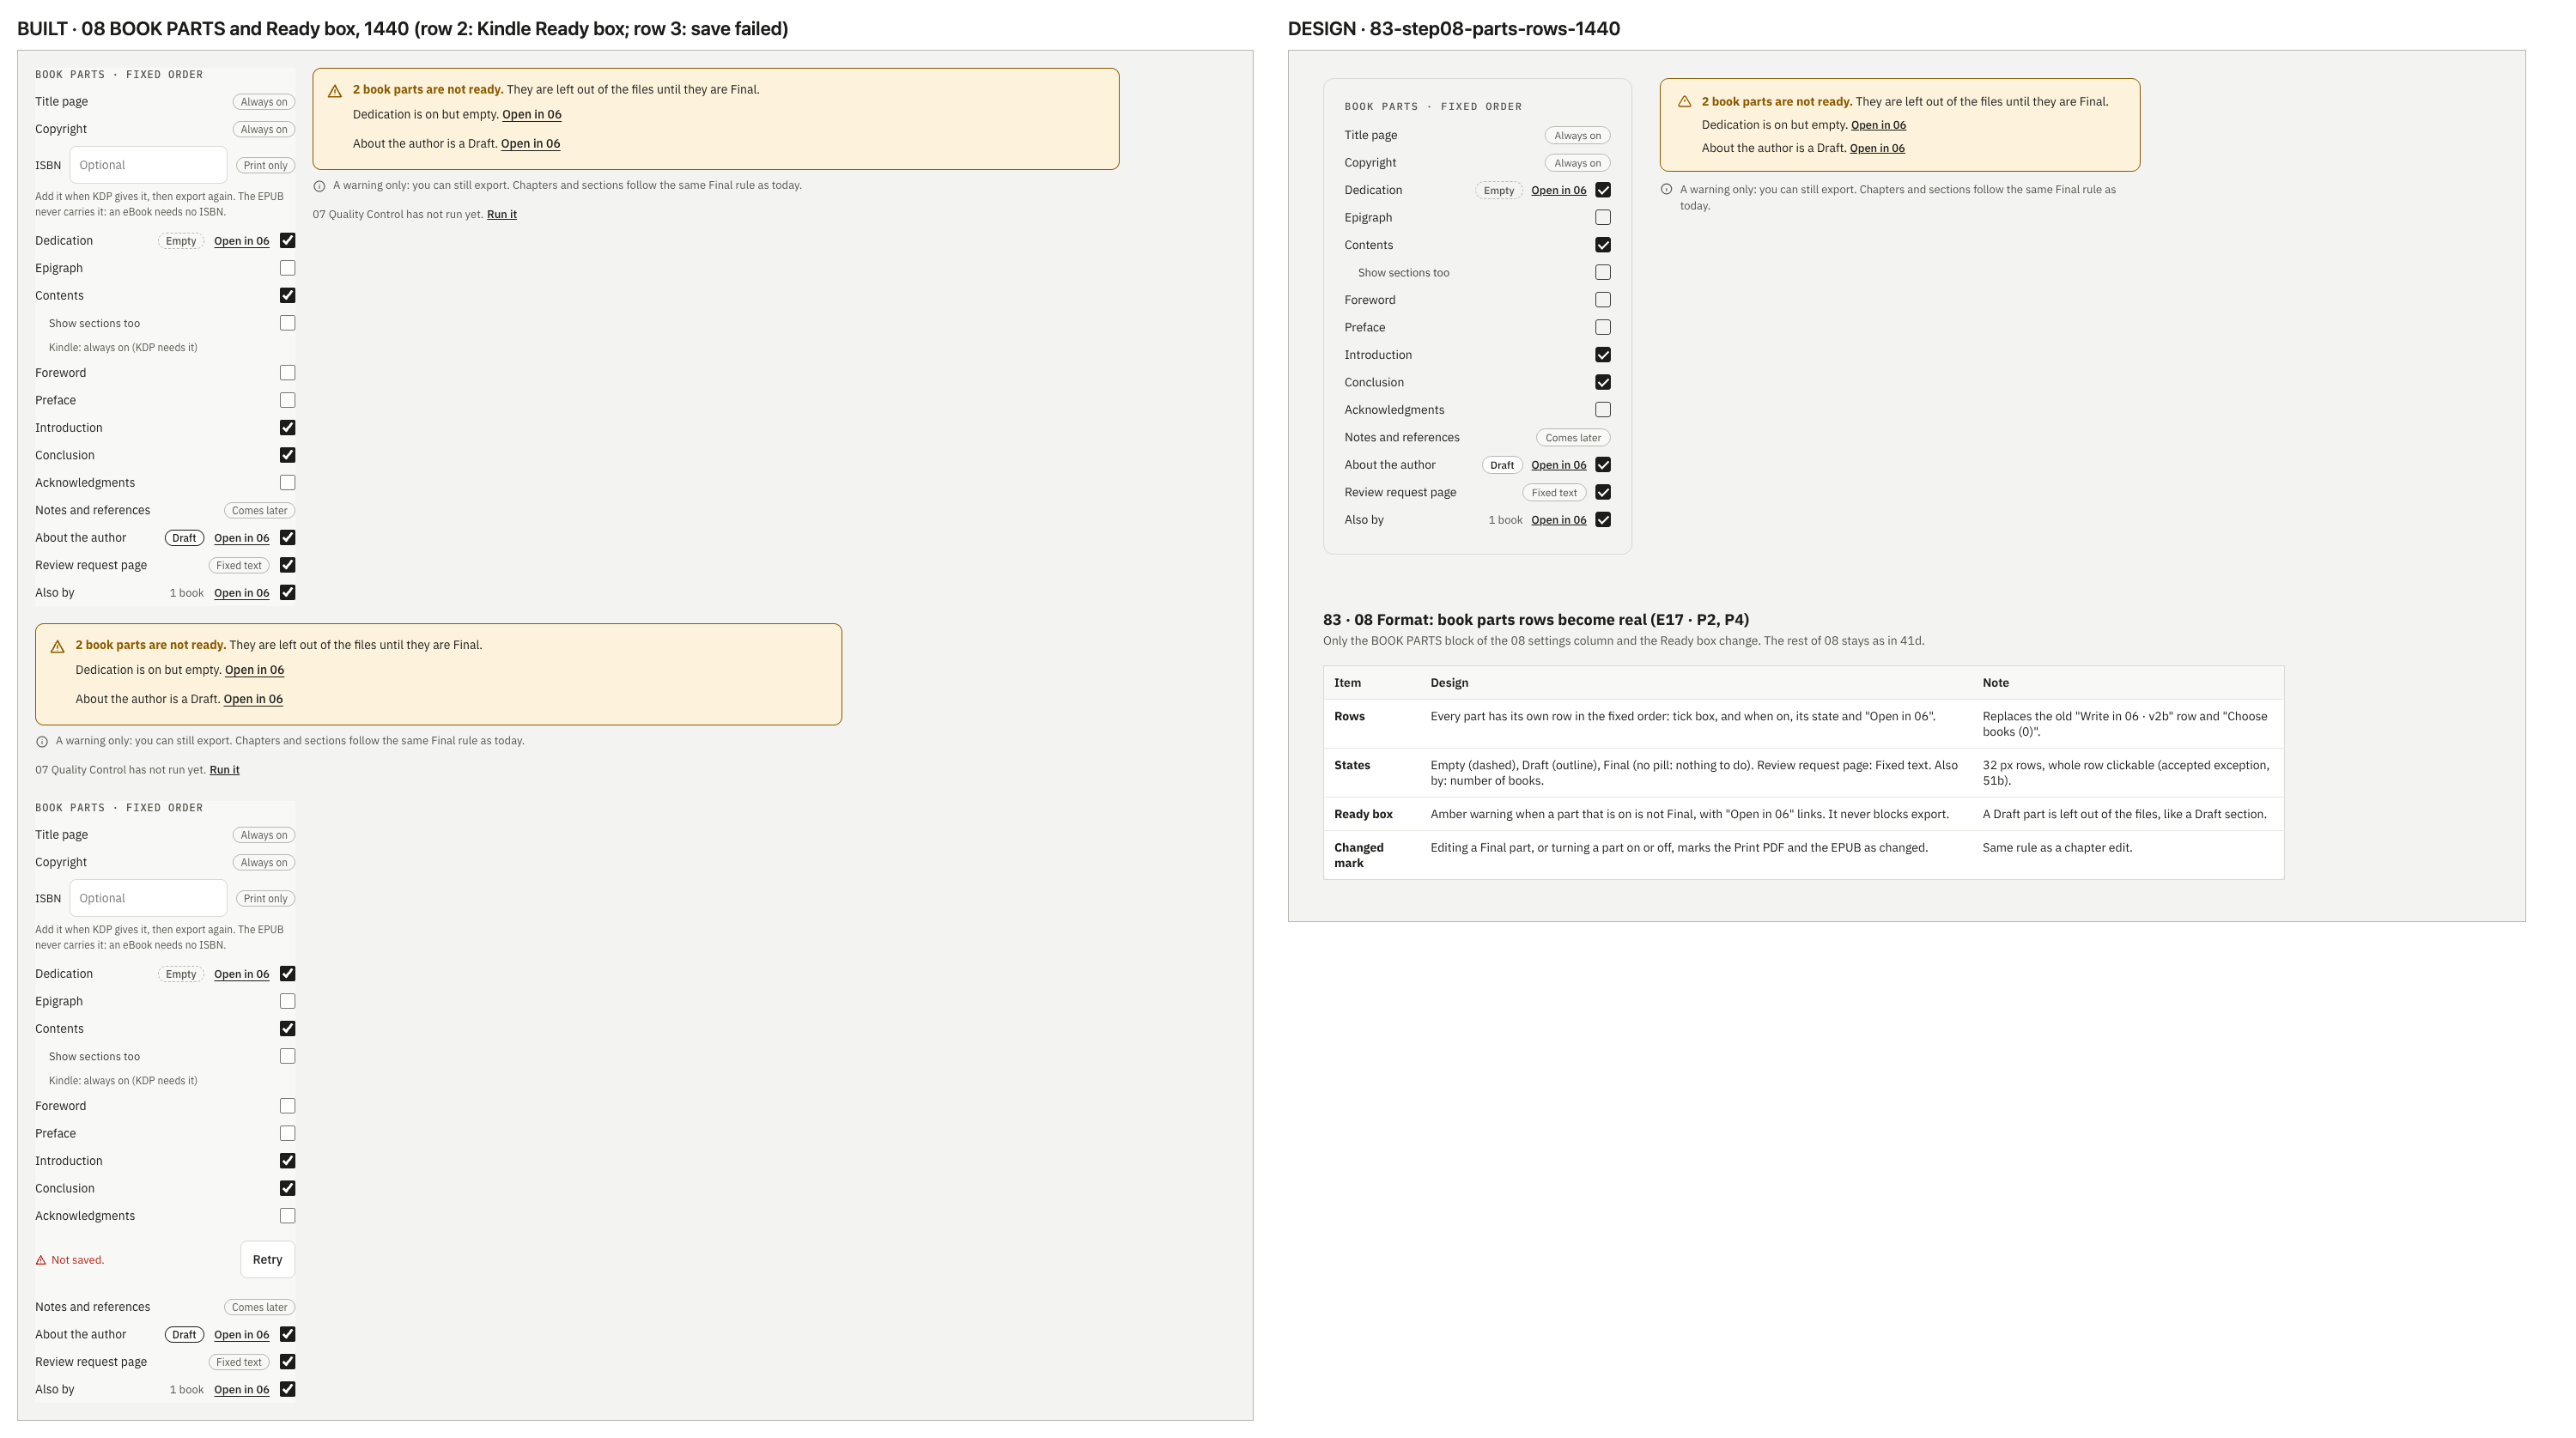 BUILT · 08 BOOK PARTS and Ready box, 1440 (row 2: Kindle Ready box; row 3: save failed)
BOOK PARTS · FIXED ORDER
Title page Always on
Copyright Always on
ISBN Optional Print only
Add it when KDP gives it, then export again. The EPUB
never carries it: an eBook needs no ISBN.
Dedication Empty Open in 06
Epigraph
Contents
Show sections too
Kindle: always on (KDP needs it)
Foreword
Preface
Introduction
Conclusion
Acknowledgments
Notes and references Comes later
About the author Draft Open in 06
Review request page Fixed text
Also by 1 book Open in 06
2 book parts are not ready. They are left out of the files until they are Final.
Dedication is on but empty. Open in 06
About the author is a Draft. Open in 06
A warning only: you can still export. Chapters and sections follow the same Final rule as today.
07 Quality Control has not run yet. Run it
2 book parts are not ready. They are left out of the files until they are Final.
Dedication is on but empty. Open in 06
About the author is a Draft. Open in 06
A warning only: you can still export. Chapters and sections follow the same Final rule as today.
07 Quality Control has not run yet. Run it
BOOK PARTS · FIXED ORDER
Title page Always on
Copyright Always on
ISBN Optional Print only
Add it when KDP gives it, then export again. The EPUB
never carries it: an eBook needs no ISBN.
Dedication Empty Open in 06
Epigraph
Contents
Show sections too
Kindle: always on (KDP needs it)
Foreword
Preface
Introduction
Conclusion
Acknowledgments
Not saved. Retry
Notes and references Comes later
About the author Draft Open in 06
Review request page Fixed text
Also by 1 book Open in 06
DESIGN · 83-step08-parts-rows-1440
BOOK PARTS · FIXED ORDER
Title page Always on
Copyright Always on
Dedication Empty Open in 06
Epigraph
Contents
Show sections too
Foreword
Preface
Introduction
Conclusion
Acknowledgments
Notes and references Comes later
About the author Draft Open in 06
Review request page Fixed text
Also by 1 book Open in 06
2 book parts are not ready. They are left out of the files until they are Final.
Dedication is on but empty. Open in 06
About the author is a Draft. Open in 06
A warning only: you can still export. Chapters and sections follow the same Final rule as
today.
83 · 08 Format: book parts rows become real (E17 · P2, P4)
Only the BOOK PARTS block of the 08 settings column and the Ready box change. The rest of 08 stays as in 41d.
Item Design Note
Rows Every part has its own row in the fixed order: tick box, and when on, its state and "Open in 06". Replaces the old "Write in 06 · v2b" row and "Choose
books (0)".
States Empty (dashed), Draft (outline), Final (no pill: nothing to do). Review request page: Fixed text. Also 32 px rows, whole row clickable (accepted exception,
by: number of books. 51b).
Ready box Amber warning when a part that is on is not Final, with "Open in 06" links. It never blocks export. A Draft part is left out of the files, like a Draft section.
Changed Editing a Final part, or turning a part on or off, marks the Print PDF and the EPUB as changed. Same rule as a chapter edit.
mark